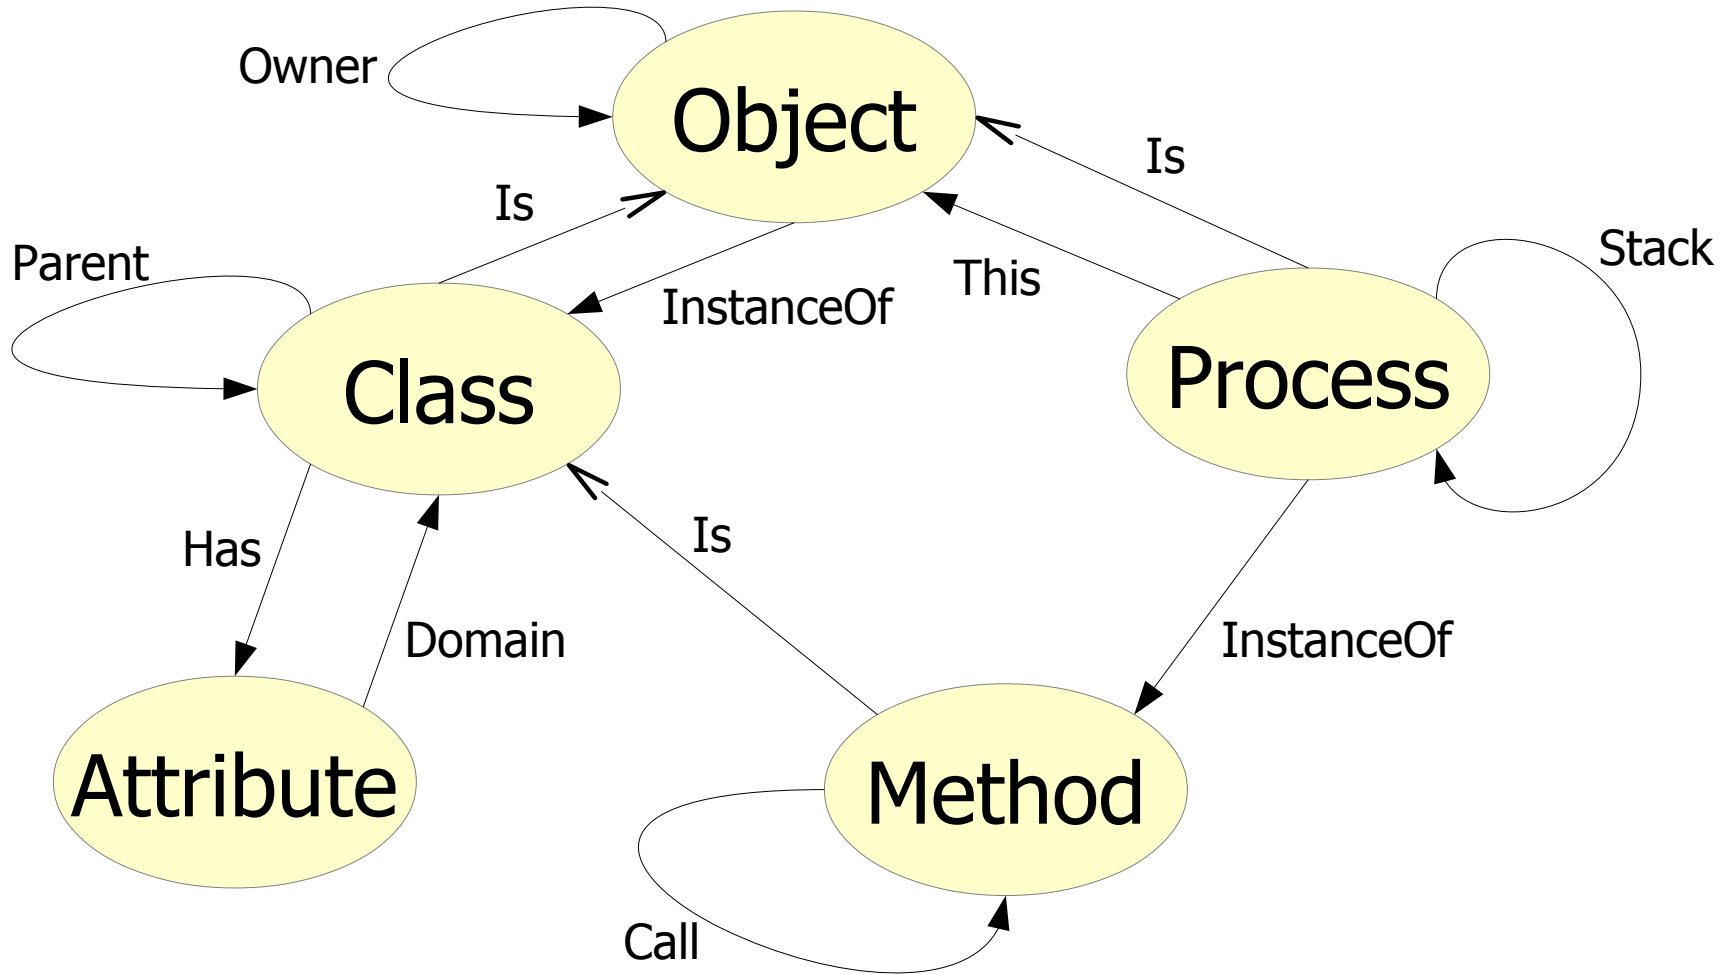 Owner
Object
Is
Is
Parent
Stack
This
InstanceOf
Class
Process
Is
Has
Domain
InstanceOf
Attribute
Method
Call